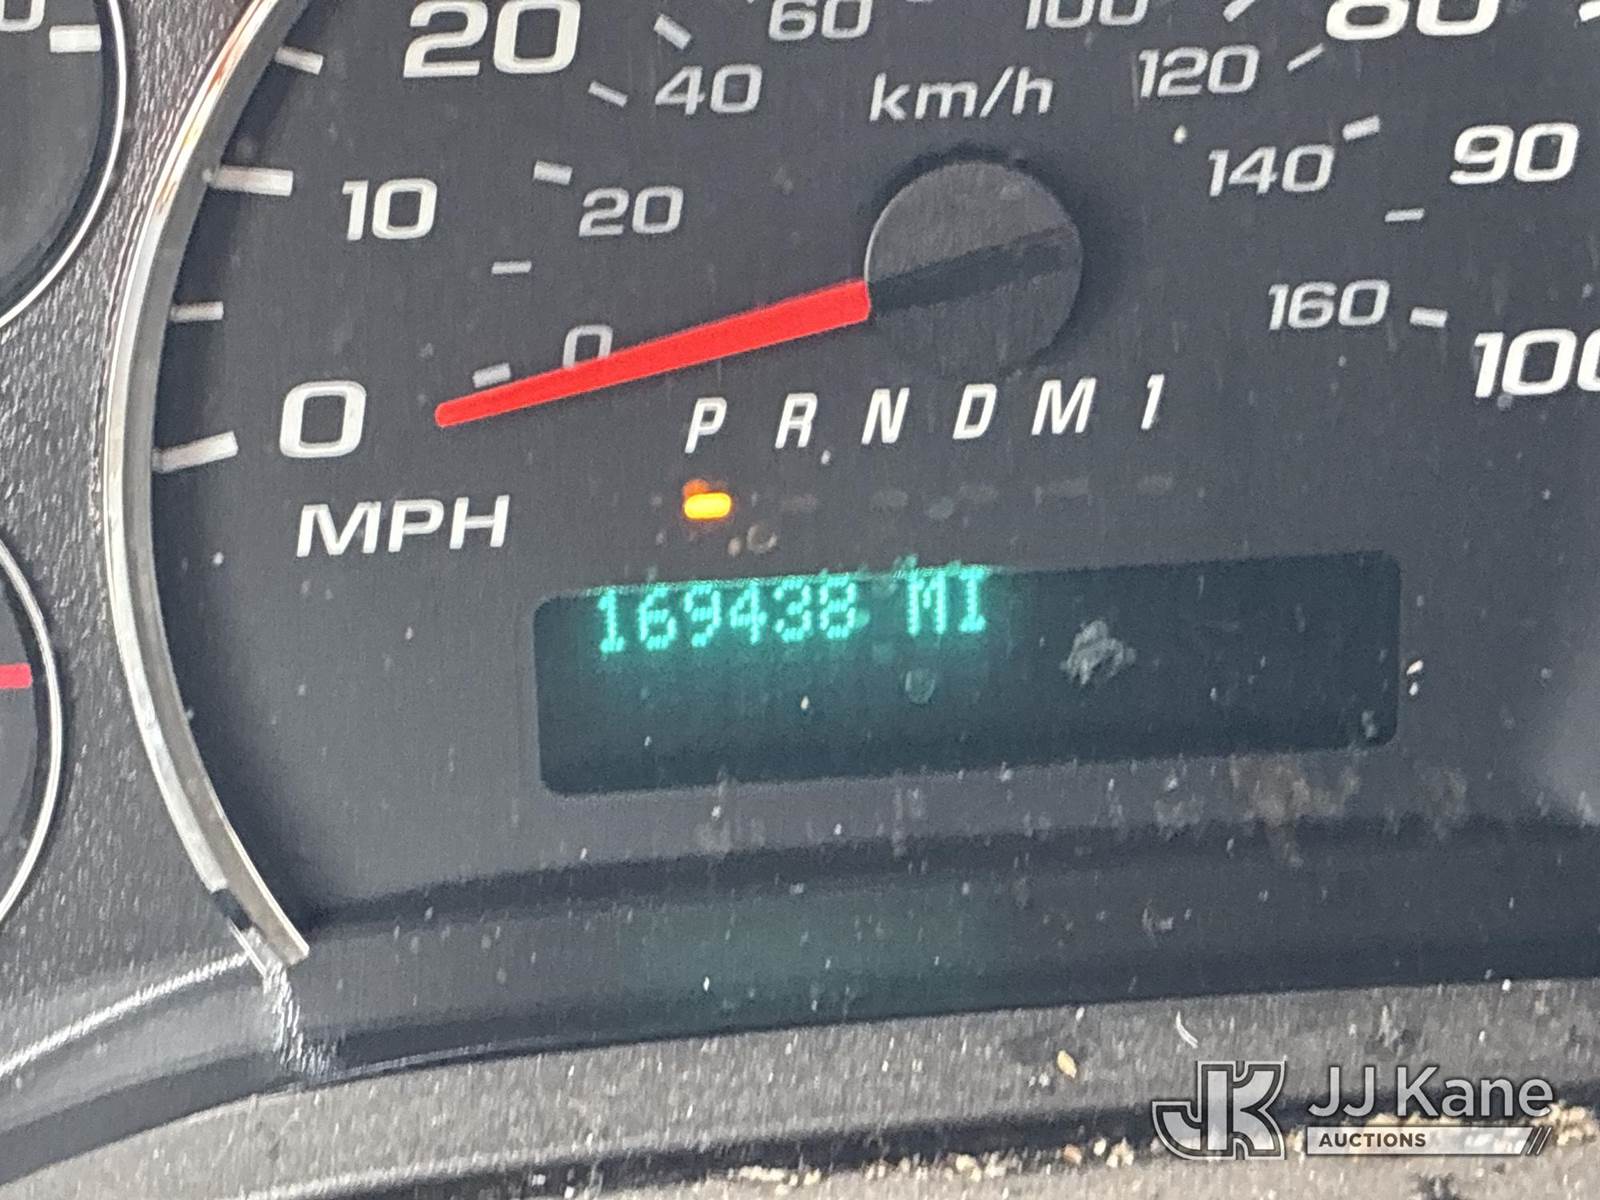 20 60 100 80
40 km/h 120
10 20 140 90
0 160 100
0 P R N D M 1
MPH
169438 MI
JK JJ Kane
AUCTIONS